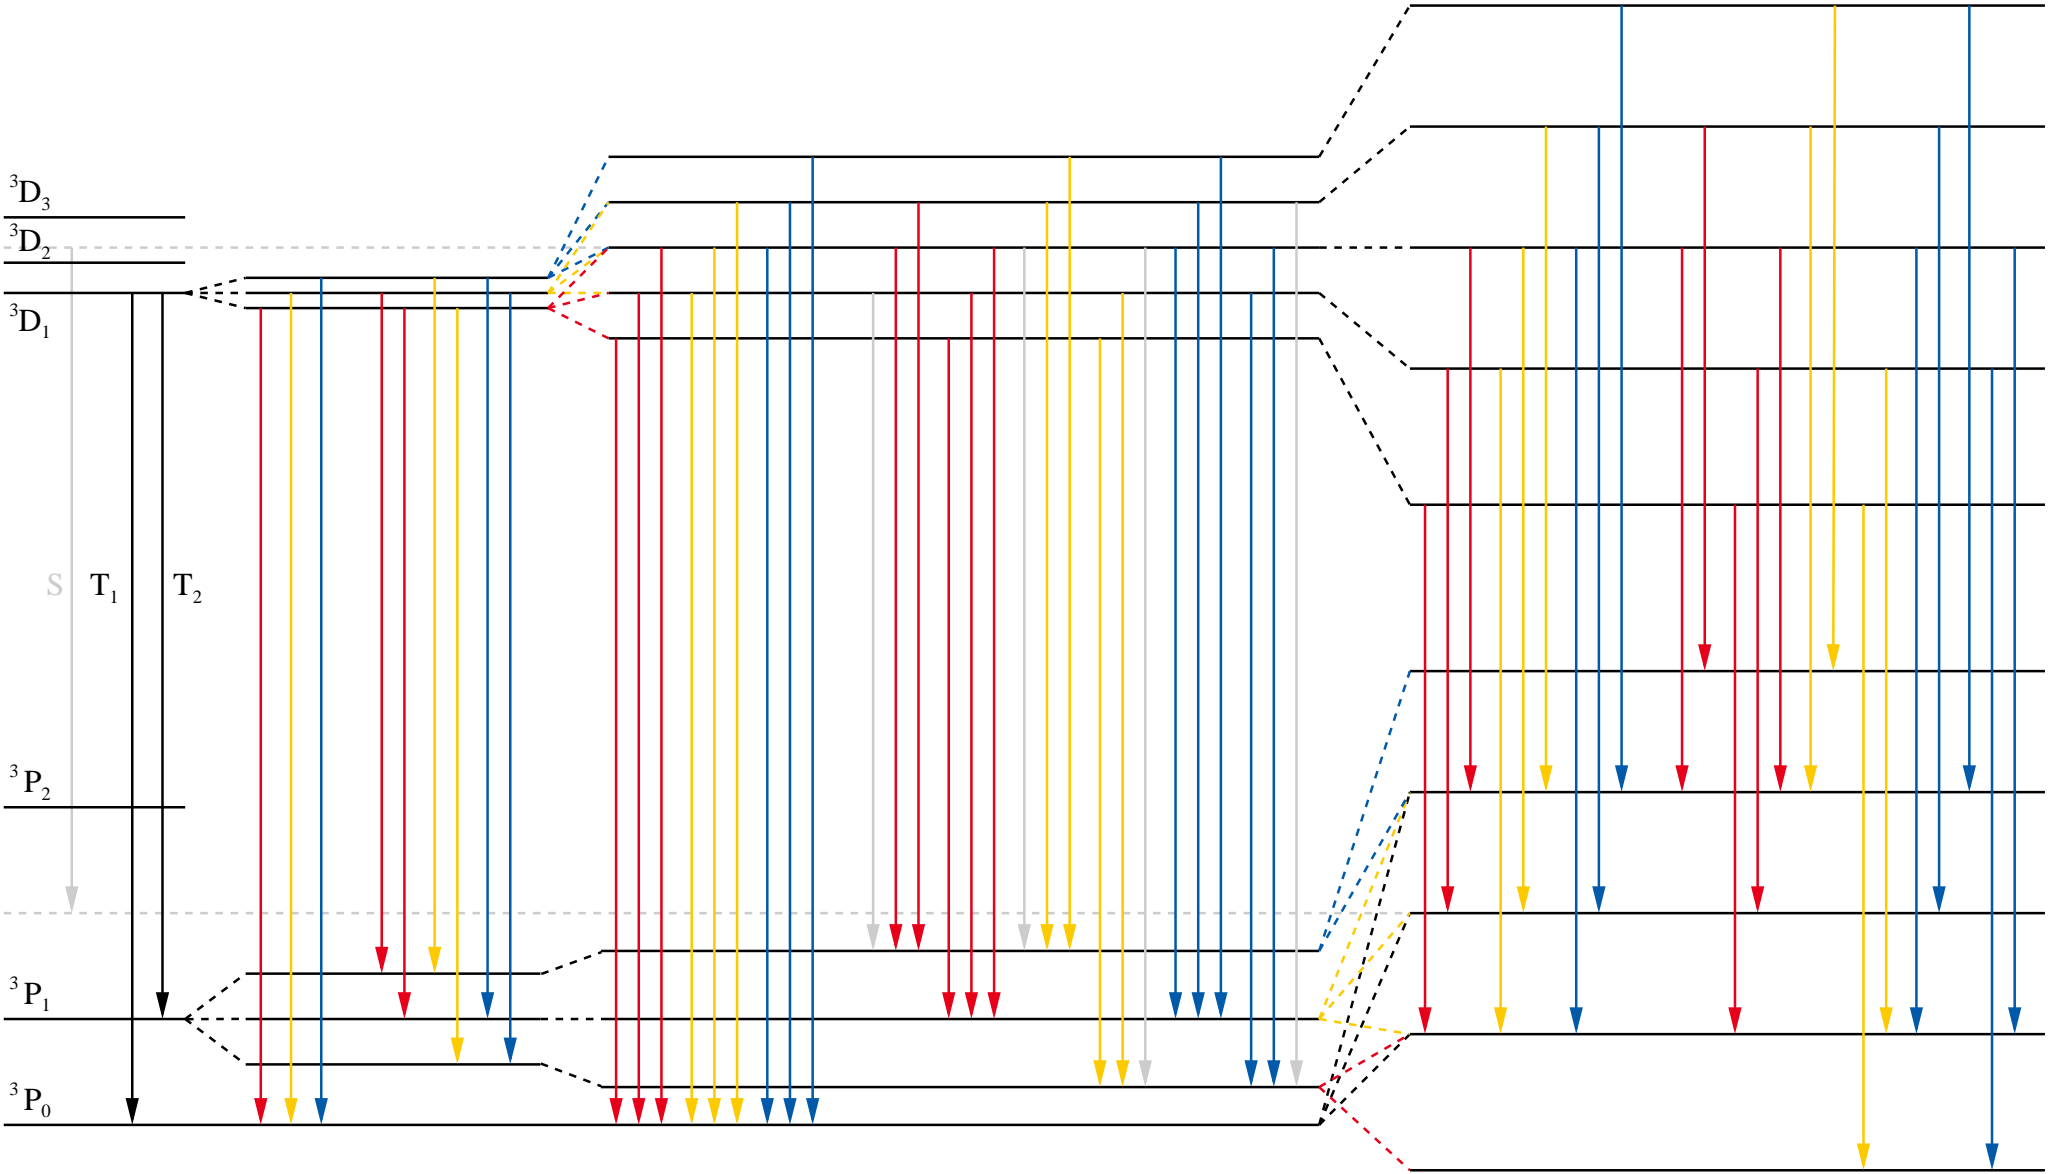 ³D₃
³D₂
³D₁
S T₁ T₂
³P₂
³P₁
³P₀